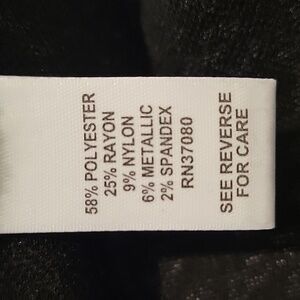 58% POLYESTER
25% RAYON
9% NYLON
6% METALLIC
2% SPANDEX
RN37080
SEE REVERSE
FOR CARE